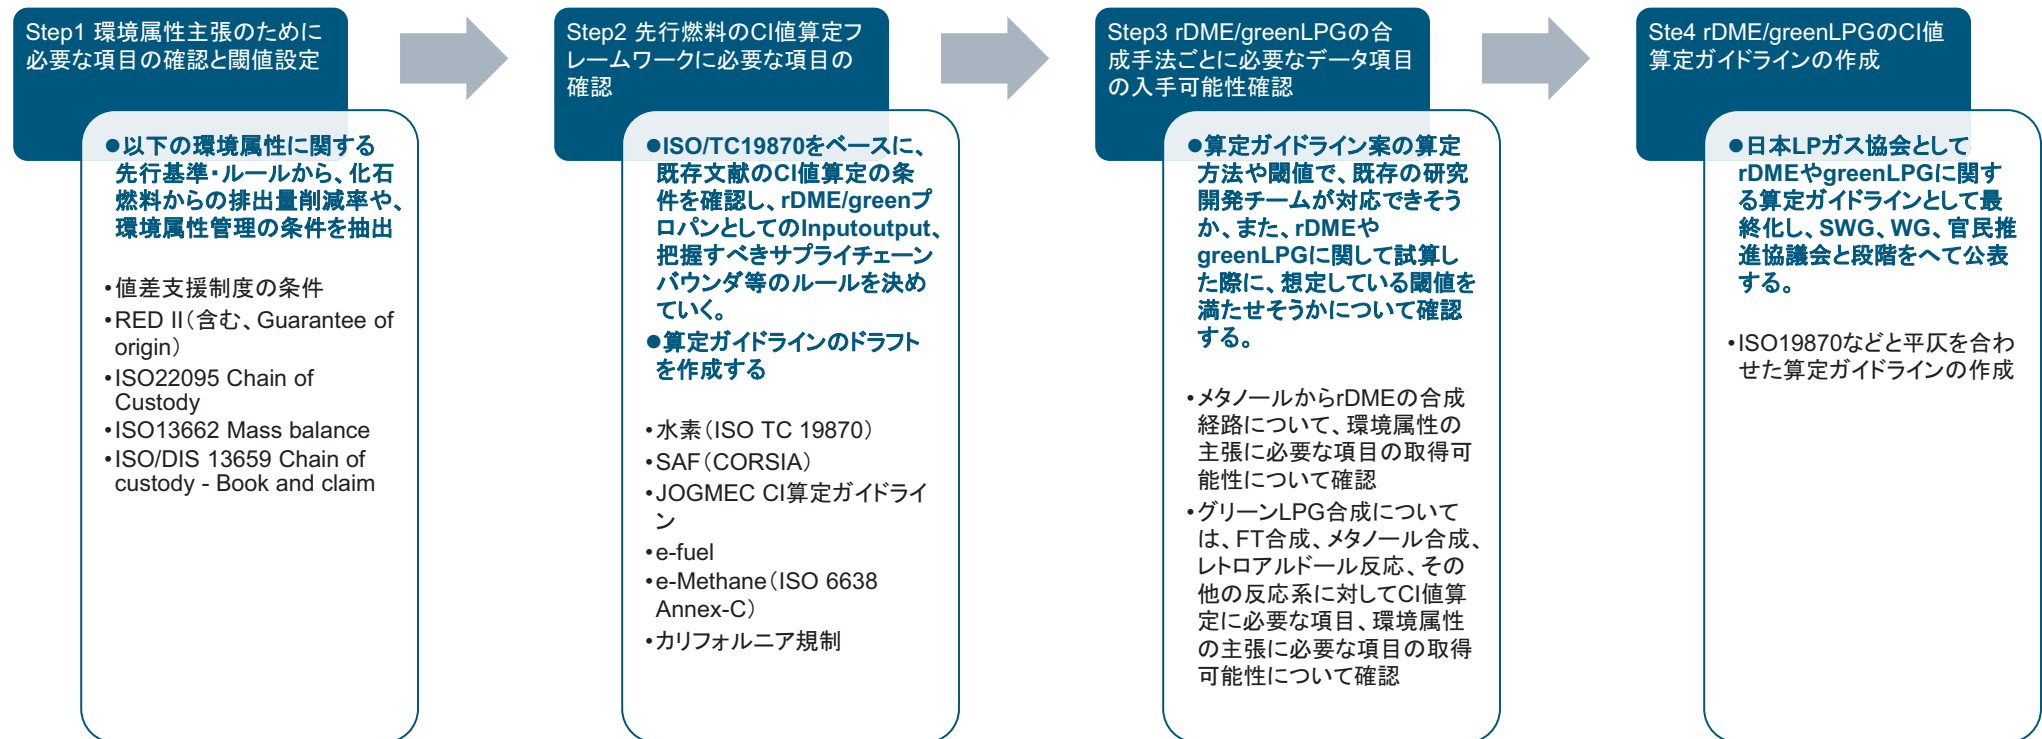 Step1 環境属性主張のために
必要な項目の確認と閾値設定
●以下の環境属性に関する
先行基準・ルールから、化石
燃料からの排出量削減率や、
環境属性管理の条件を抽出
•値差支援制度の条件
•RED II（含む、Guarantee of
origin）
•ISO22095 Chain of
Custody
•ISO13662 Mass balance
•ISO/DIS 13659 Chain of
custody - Book and claim
Step2 先行燃料のCI値算定フ
レームワークに必要な項目の
確認
●ISO/TC19870をベースに、
既存文献のCI値算定の条
件を確認し、rDME/greenプ
ロパンとしてのInputoutput、
把握すべきサプライチェーン
バウンダ等のルールを決め
ていく。
●算定ガイドラインのドラフト
を作成する
•水素（ISO TC 19870）
•SAF（CORSIA）
•JOGMEC CI算定ガイドライ
ン
•e-fuel
•e-Methane（ISO 6638
Annex-C）
•カリフォルニア規制
Step3 rDME/greenLPGの合
成手法ごとに必要なデータ項目
の入手可能性確認
●算定ガイドライン案の算定
方法や閾値で、既存の研究
開発チームが対応できそう
か、また、rDMEや
greenLPGに関して試算し
た際に、想定している閾値を
満たせそうかについて確認
する。
•メタノールからrDMEの合成
経路について、環境属性の
主張に必要な項目の取得可
能性について確認
•グリーンLPG合成について
は、FT合成、メタノール合成、
レトロアルドール反応、その
他の反応系に対してCI値算
定に必要な項目、環境属性
の主張に必要な項目の取得
可能性について確認
Ste4 rDME/greenLPGのCI値
算定ガイドラインの作成
●日本LPガス協会として
rDMEやgreenLPGに関す
る算定ガイドラインとして最
終化し、SWG、WG、官民推
進協議会と段階をへて公表
する。
•ISO19870などと平仄を合わ
せた算定ガイドラインの作成